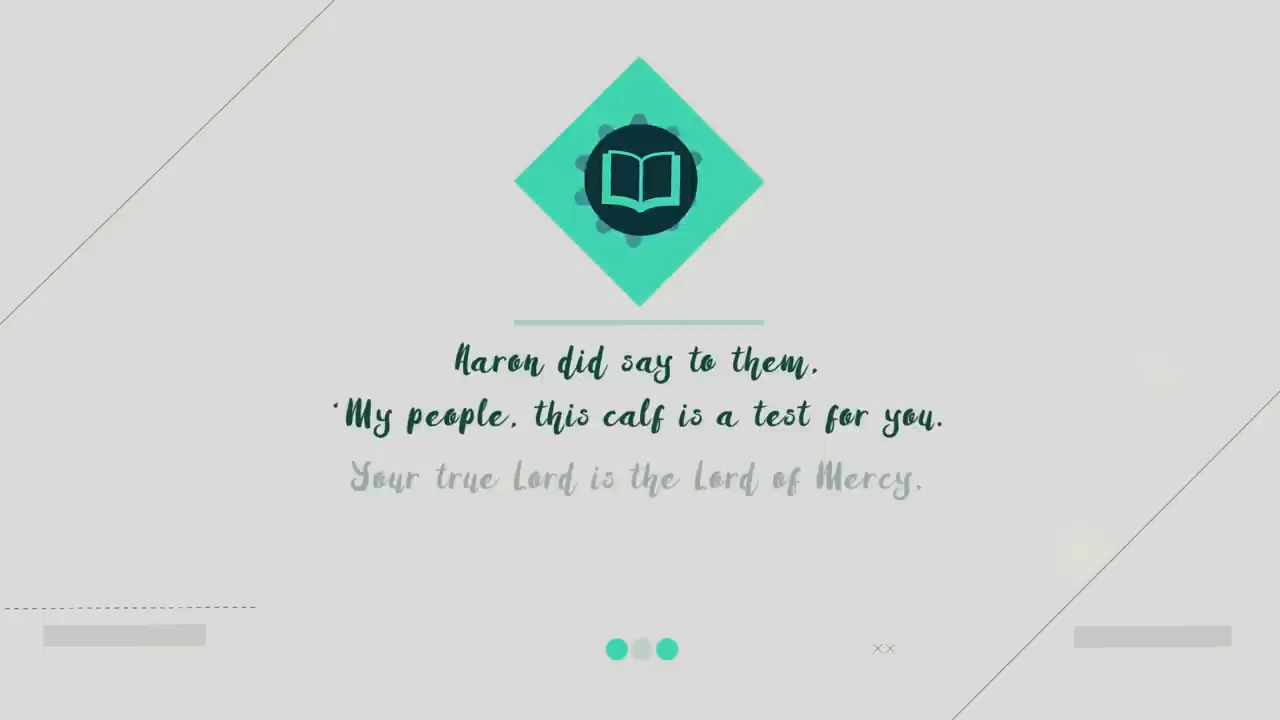 Aaron did say to them,
'My people, this calf is a test for you.
Your true Lord is the Lord of Mercy,